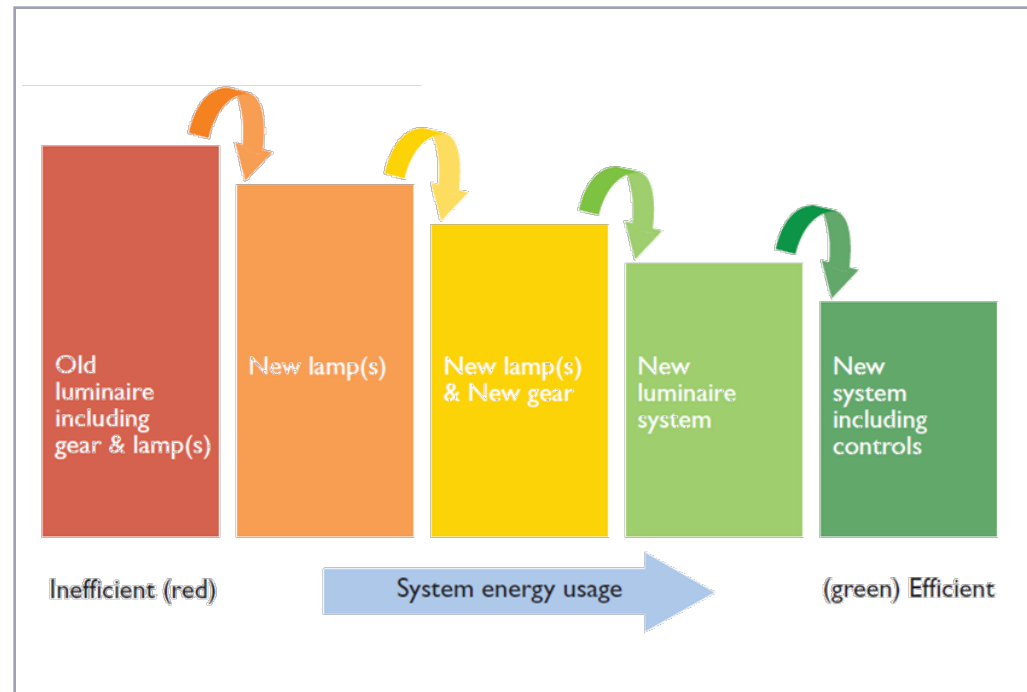 Old
luminaire
including
gear & lamp(s)
New lamp(s)
New lamp(s)
& New gear
New
luminaire
system
New
system
including
controls
Inefficient (red)
System energy usage
(green) Efficient